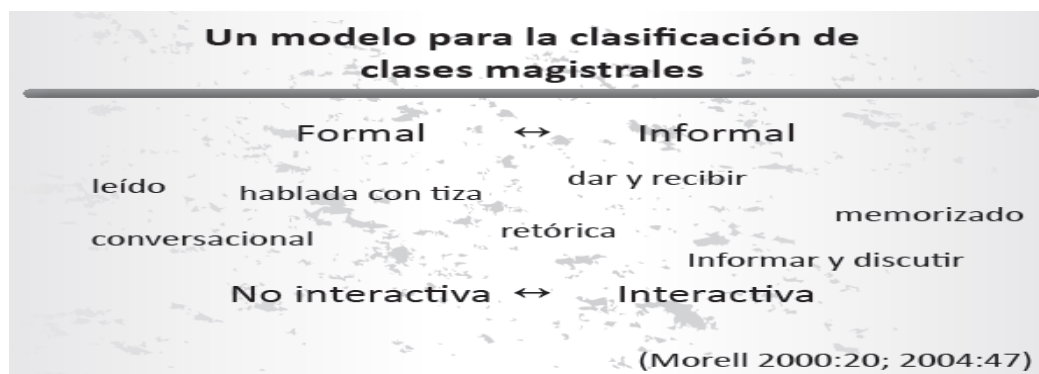 Un modelo para la clasificación de
clases magistrales
Formal ↔ Informal
leído hablada con tiza dar y recibir
memorizado
conversacional retórica
Informar y discutir
No interactiva ↔ Interactiva
(Morell 2000:20; 2004:47)